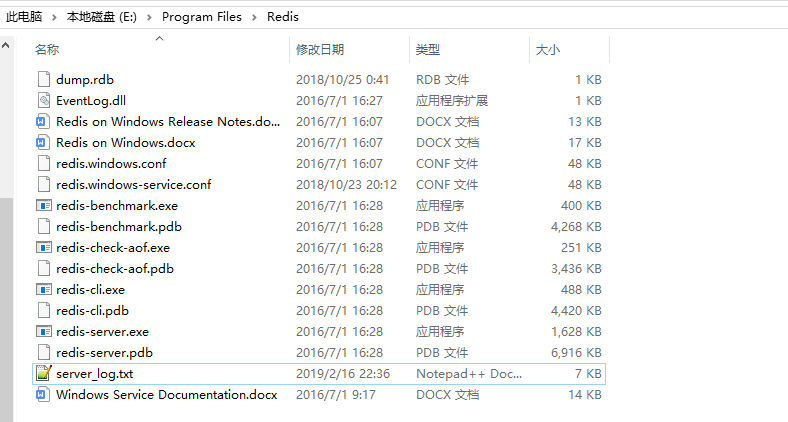 此电脑 > 本地磁盘 (E:) > Program Files > Redis
名称 修改日期 类型 大小
dump.rdb 2018/10/25 0:41 RDB 文件 1 KB
EventLog.dll 2016/7/1 16:27 应用程序扩展 1 KB
Redis on Windows Release Notes.do... 2016/7/1 16:07 DOCX 文档 13 KB
Redis on Windows.docx 2016/7/1 16:07 DOCX 文档 17 KB
redis.windows.conf 2016/7/1 16:07 CONF 文件 48 KB
redis.windows-service.conf 2018/10/23 20:12 CONF 文件 48 KB
redis-benchmark.exe 2016/7/1 16:28 应用程序 400 KB
redis-benchmark.pdb 2016/7/1 16:28 PDB 文件 4,268 KB
redis-check-aof.exe 2016/7/1 16:28 应用程序 251 KB
redis-check-aof.pdb 2016/7/1 16:28 PDB 文件 3,436 KB
redis-cli.exe 2016/7/1 16:28 应用程序 488 KB
redis-cli.pdb 2016/7/1 16:28 PDB 文件 4,420 KB
redis-server.exe 2016/7/1 16:28 应用程序 1,628 KB
redis-server.pdb 2016/7/1 16:28 PDB 文件 6,916 KB
server_log.txt 2019/2/16 22:36 Notepad++ Doc... 7 KB
Windows Service Documentation.docx 2016/7/1 9:17 DOCX 文档 14 KB